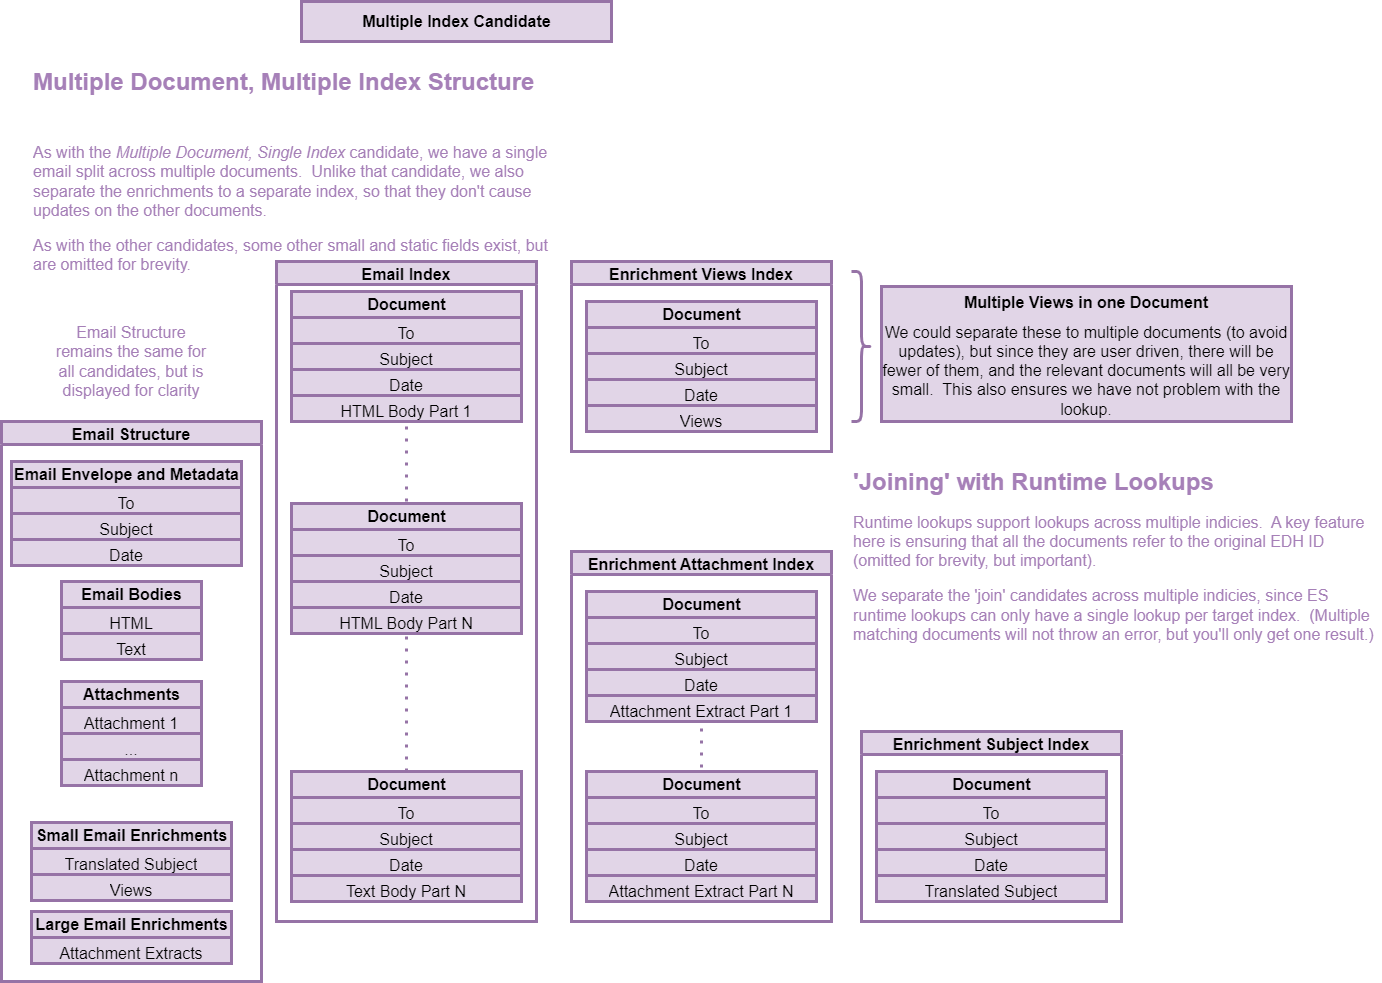 Multiple Index Candidate
Multiple Document, Multiple Index Structure
As with the Multiple Document, Single Index candidate, we have a single
email split across multiple documents.  Unlike that candidate, we also
separate the enrichments to a separate index, so that they don't cause
updates on the other documents.
As with the other candidates, some other small and static fields exist, but
are omitted for brevity.
Email Structure
remains the same for
all candidates, but is
displayed for clarity
Email Structure
Email Envelope and Metadata
To
Subject
Date
Email Bodies
HTML
Text
Attachments
Attachment 1
...
Attachment n
Small Email Enrichments
Translated Subject
Views
Large Email Enrichments
Attachment Extracts
Email Index
Document
To
Subject
Date
HTML Body Part 1
Document
To
Subject
Date
HTML Body Part N
Document
To
Subject
Date
Text Body Part N
Enrichment Views Index
Document
To
Subject
Date
Views
Enrichment Attachment Index
Document
To
Subject
Date
Attachment Extract Part 1
Document
To
Subject
Date
Attachment Extract Part N
Multiple Views in one Document
We could separate these to multiple documents (to avoid
updates), but since they are user driven, there will be
fewer of them, and the relevant documents will all be very
small.  This also ensures we have not problem with the
lookup.
'Joining' with Runtime Lookups
Runtime lookups support lookups across multiple indicies.  A key feature
here is ensuring that all the documents refer to the original EDH ID
(omitted for brevity, but important).
We separate the 'join' candidates across multiple indicies, since ES
runtime lookups can only have a single lookup per target index.  (Multiple
matching documents will not throw an error, but you'll only get one result.)
Enrichment Subject Index
Document
To
Subject
Date
Translated Subject